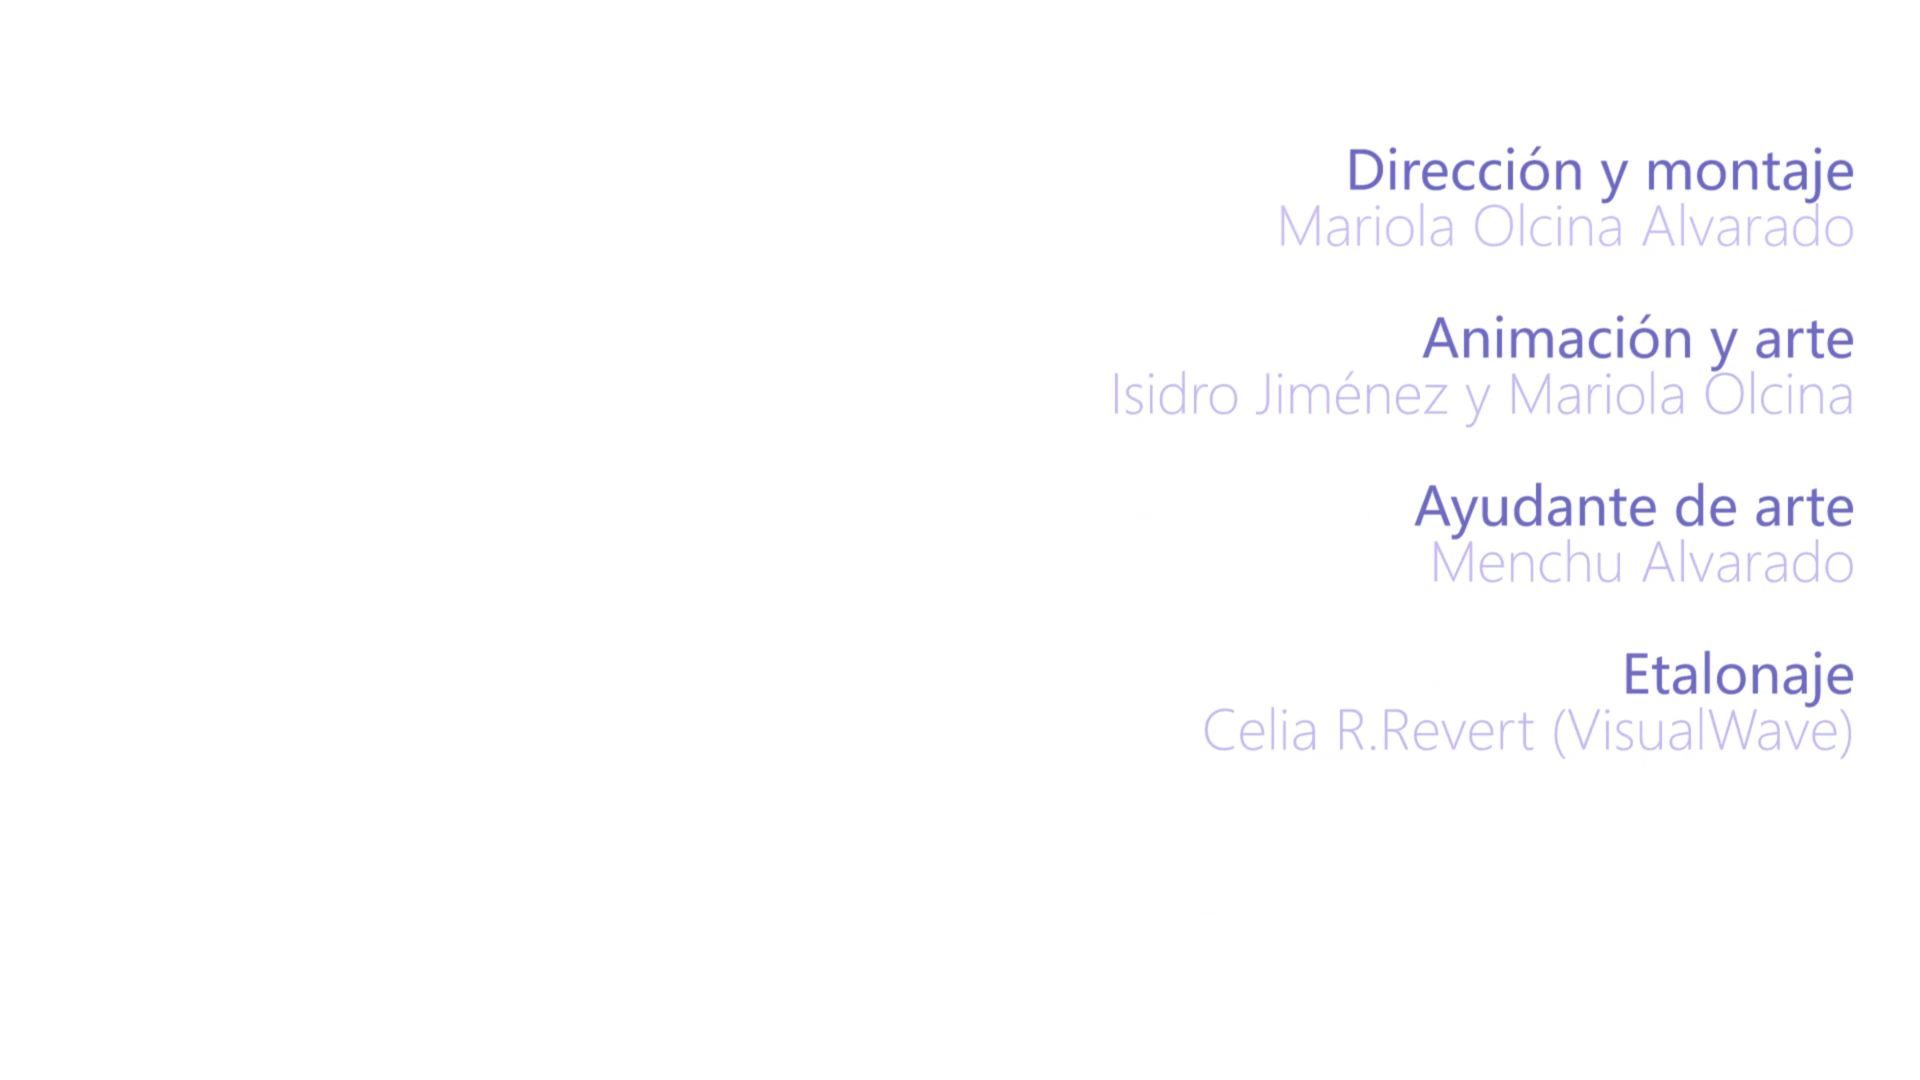 Dirección y montaje
Mariola Olcina Alvarado
Animación y arte
Isidro Jiménez y Mariola Olcina
Ayudante de arte
Menchu Alvarado
Etalonaje
Celia R.Revert (VisualWave)